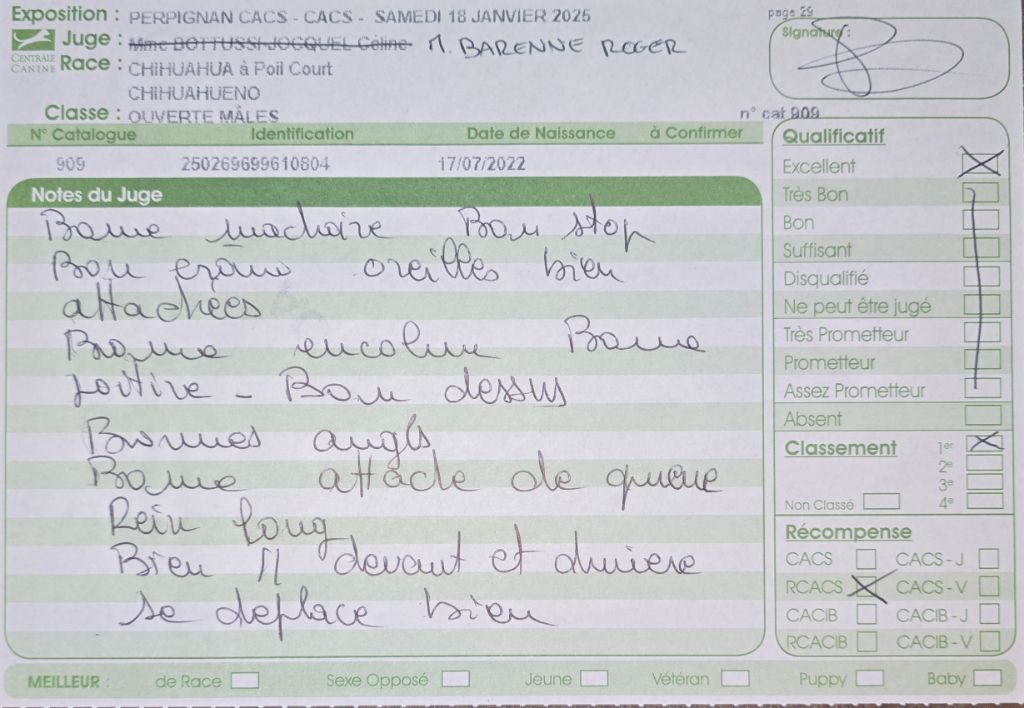 Exposition : PERPIGNAN CACS - CACS - SAMEDI 18 JANVIER 2025
page 29
Juge : Mme BOTTUSSI-JOCQUEL Céline M. BARENNE ROGER
Signature :
CENTRALE CANINE
Race : CHIHUAHUA à Poil Court
CHIHUAHUENO
Classe : OUVERTE MÂLES
n° cat 909
N° Catalogue Identification Date de Naissance à Confirmer
909 250269699610804 17/07/2022
Notes du Juge
Bonne machoire Bon stop
Bon crâne oreilles bien
attachées
Bonne encolure Bonne
poitire - Bon dessus
Bonnes angls
Bonne attache de queue
Rein long
Bien // devant et derriere
se deplace bien
Qualificatif
Excellent
Très Bon
Bon
Suffisant
Disqualifié
Ne peut être jugé
Très Prometteur
Prometteur
Assez Prometteur
Absent
Classement 1er
2e
3e
Non Classé 4e
Récompense
CACS CACS - J
RCACS CACS - V
CACIB CACIB - J
RCACIB CACIB - V
MEILLEUR : de Race Sexe Opposé Jeune Vétéran Puppy Baby